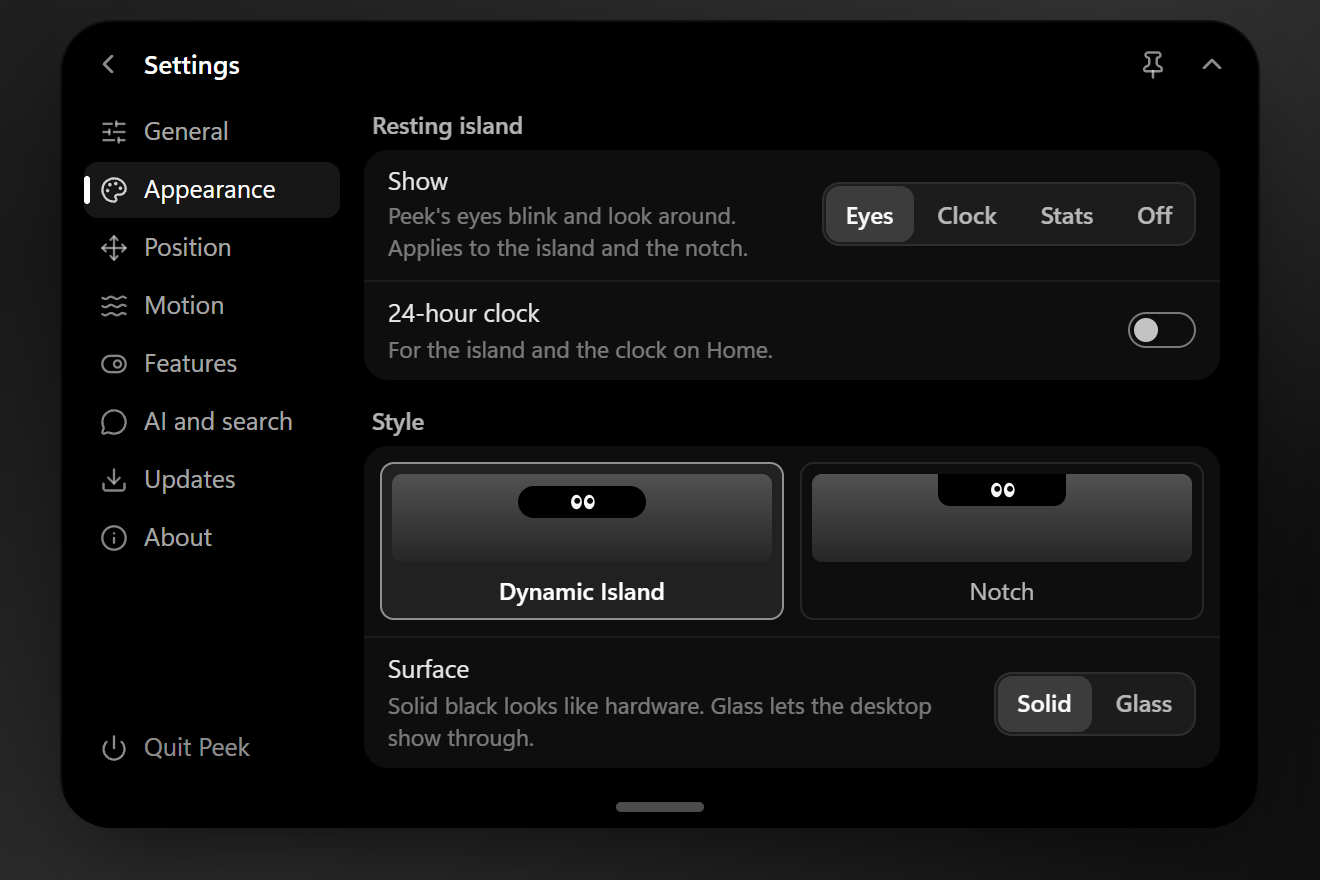 Settings
General
Appearance
Position
Motion
Features
AI and search
Updates
About
Quit Peek
Resting island
Show
Peek's eyes blink and look around.
Applies to the island and the notch.
Eyes Clock Stats Off
24-hour clock
For the island and the clock on Home.
Style
Dynamic Island
Notch
Surface
Solid black looks like hardware. Glass lets the desktop
show through.
Solid Glass